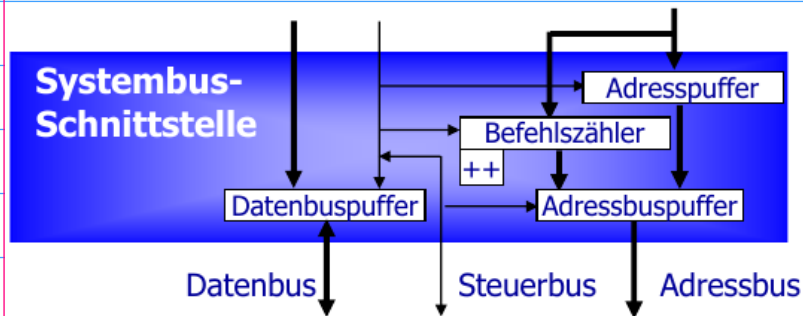 Systembus-
Schnittstelle
Adresspuffer
Befehlszähler
++
Datenbuspuffer
Adressbuspuffer
Datenbus
Steuerbus
Adressbus